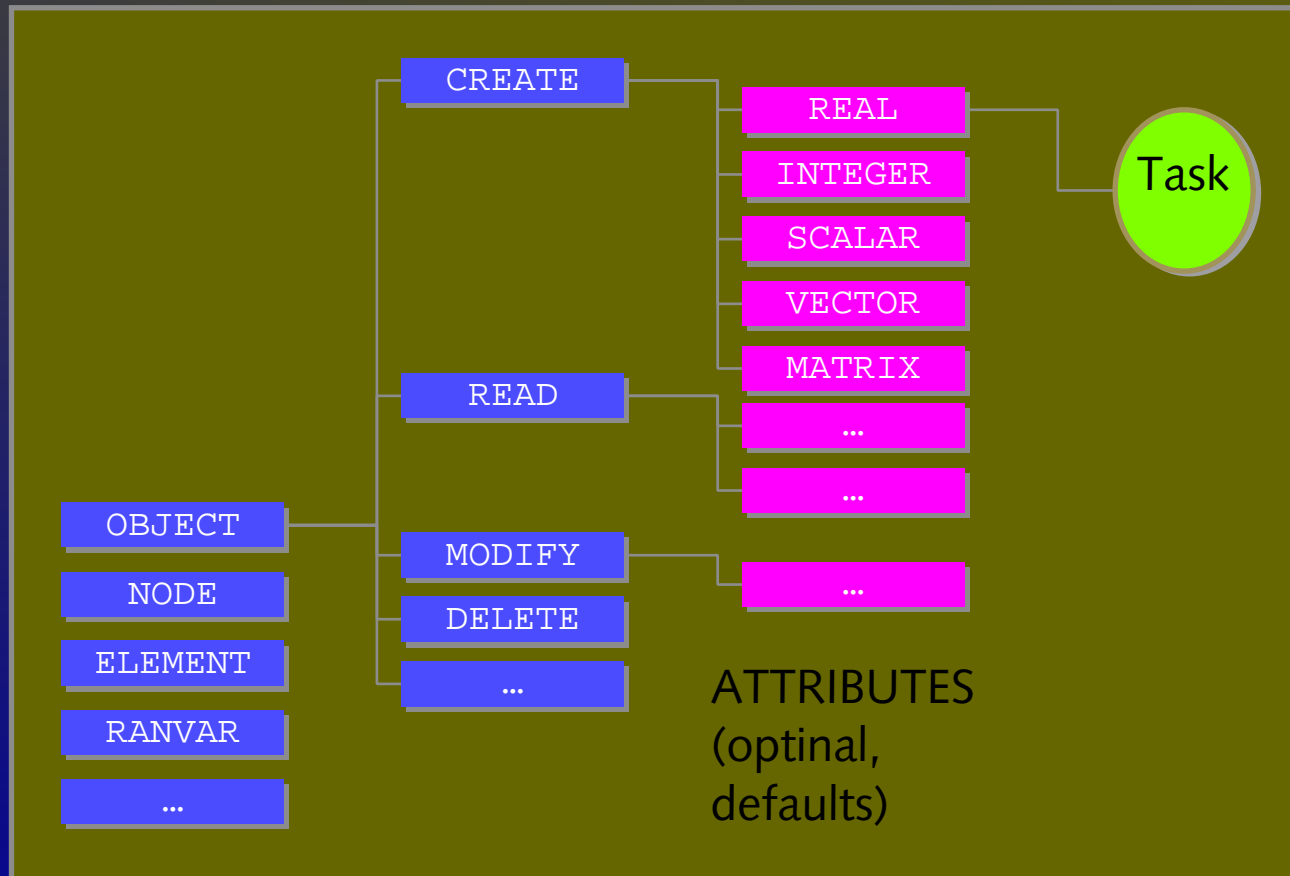 CREATE
REAL
INTEGER
SCALAR
VECTOR
MATRIX
Task
READ
…
…
OBJECT
NODE
ELEMENT
RANVAR
…
MODIFY
DELETE
…
…
ATTRIBUTES
(optinal,
defaults)